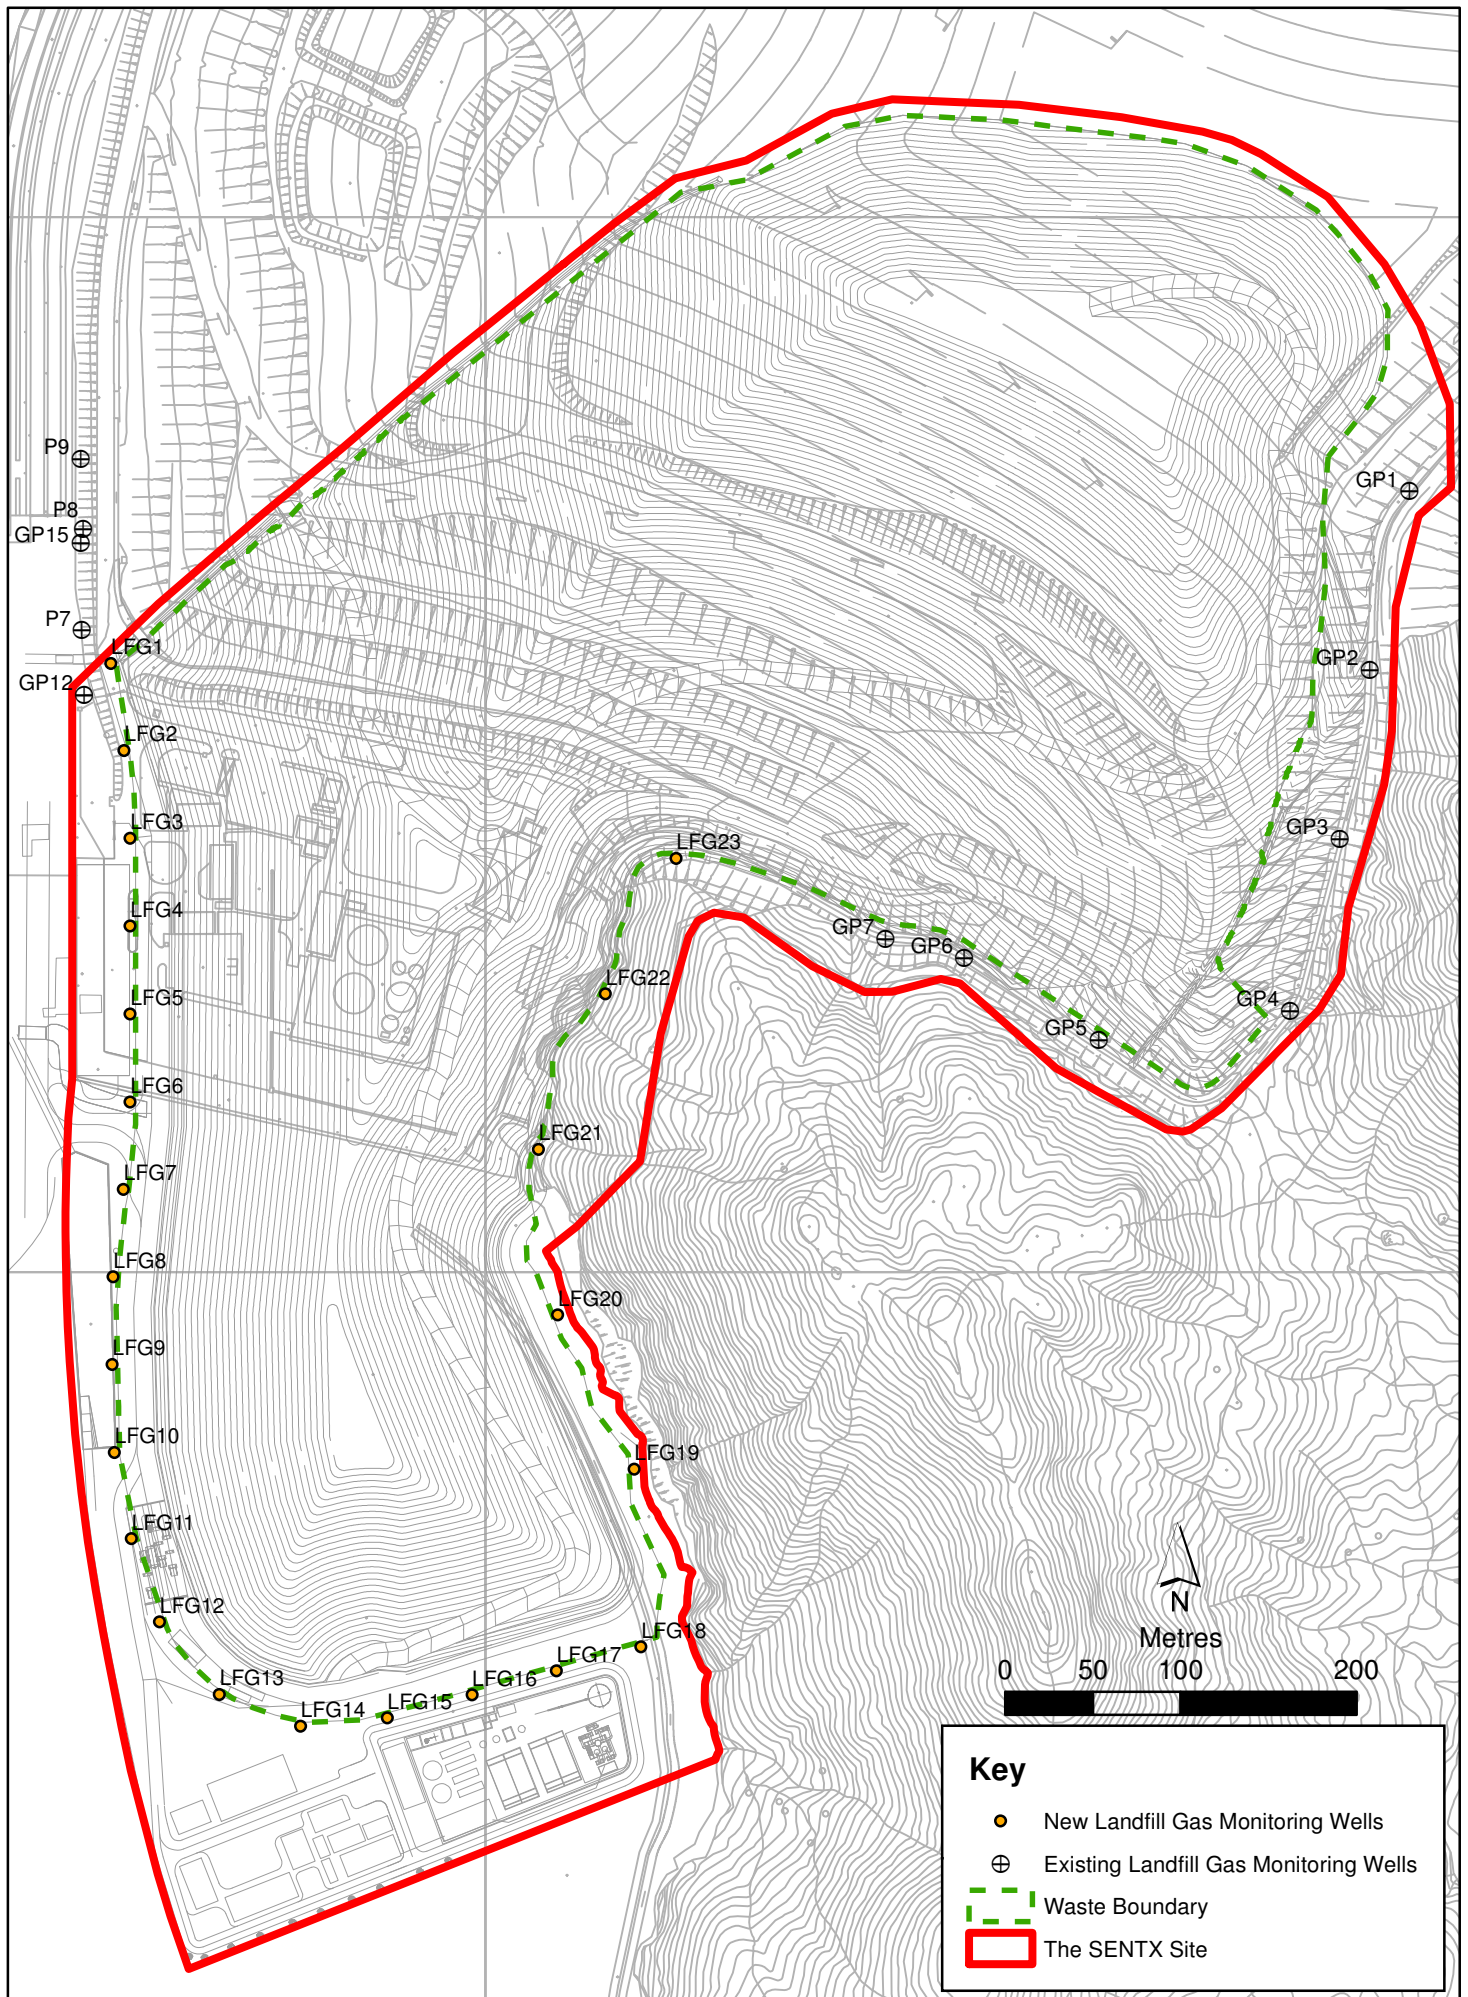 P9
GP1
P8
GP15
P7
LFG1
GP2
GP12
LFG2
LFG3
GP3
LFG23
LFG4
GP7
GP6
LFG22
GP4
LFG5
GP5
LFG6
LFG21
LFG7
LFG8
LFG20
LFG9
LFG10
LFG19
LFG11
LFG12
N
Metres
LFG18
LFG17
0 50 100 200
LFG13
LFG16
LFG15
LFG14
Key
New Landfill Gas Monitoring Wells
Existing Landfill Gas Monitoring Wells
Waste Boundary
The SENTX Site